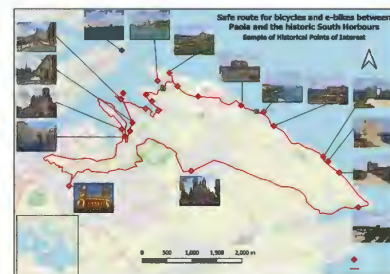 Safe route for bicycles and e-bikes between
Paola and the historic South Harbours
Sample of Historical Points of Interest
0 500 1,000 1,500 2,000 m